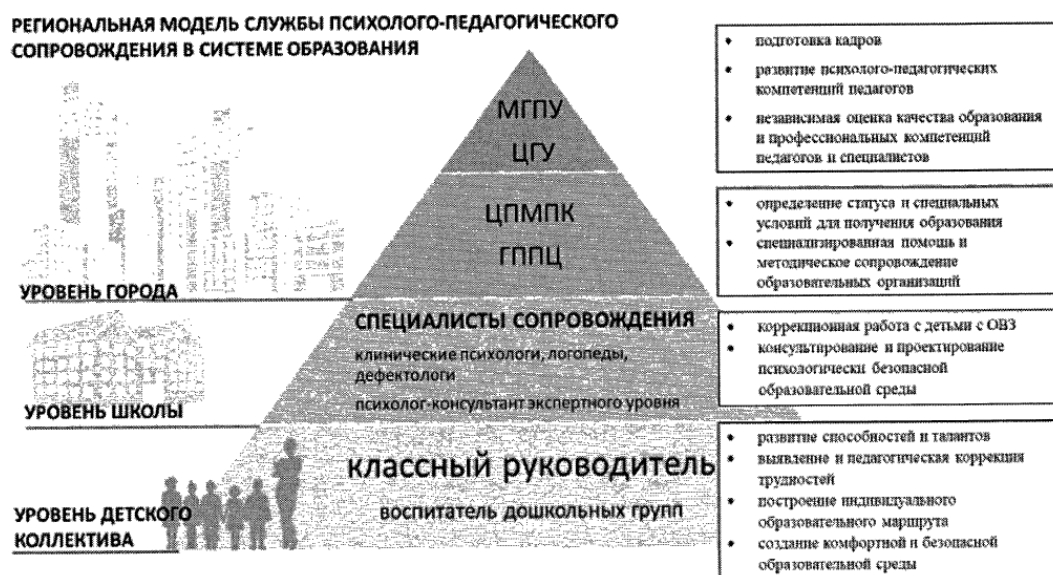 РЕГИОНАЛЬНАЯ МОДЕЛЬ СЛУЖБЫ ПСИХОЛОГО-ПЕДАГОГИЧЕСКОГО
СОПРОВОЖДЕНИЯ В СИСТЕМЕ ОБРАЗОВАНИЯ
МГПУ
ЦГУ
• подготовка кадров
• развитие психолого-педагогических
компетенций педагогов
• независимая оценка качества образования
и профессиональных компетенций
педагогов и специалистов
УРОВЕНЬ ГОРОДА
ЦПМПК
ГППЦ
• определение статуса и специальных
условий для получения образования
• специализированная помощь и
методическое сопровождение
образовательных организаций
УРОВЕНЬ ШКОЛЫ
СПЕЦИАЛИСТЫ СОПРОВОЖДЕНИЯ
клинические психологи, логопеды,
дефектологи
психолог-консультант экспертного уровня
• коррекционная работа с детьми с ОВЗ
• консультирование и проектирование
психологически безопасной
образовательной среды
УРОВЕНЬ ДЕТСКОГО
КОЛЛЕКТИВА
классный руководитель
воспитатель дошкольных групп
• развитие способностей и талантов
• выявление и педагогическая коррекция
трудностей
• построение индивидуального
образовательного маршрута
• создание комфортной и безопасной
образовательной среды